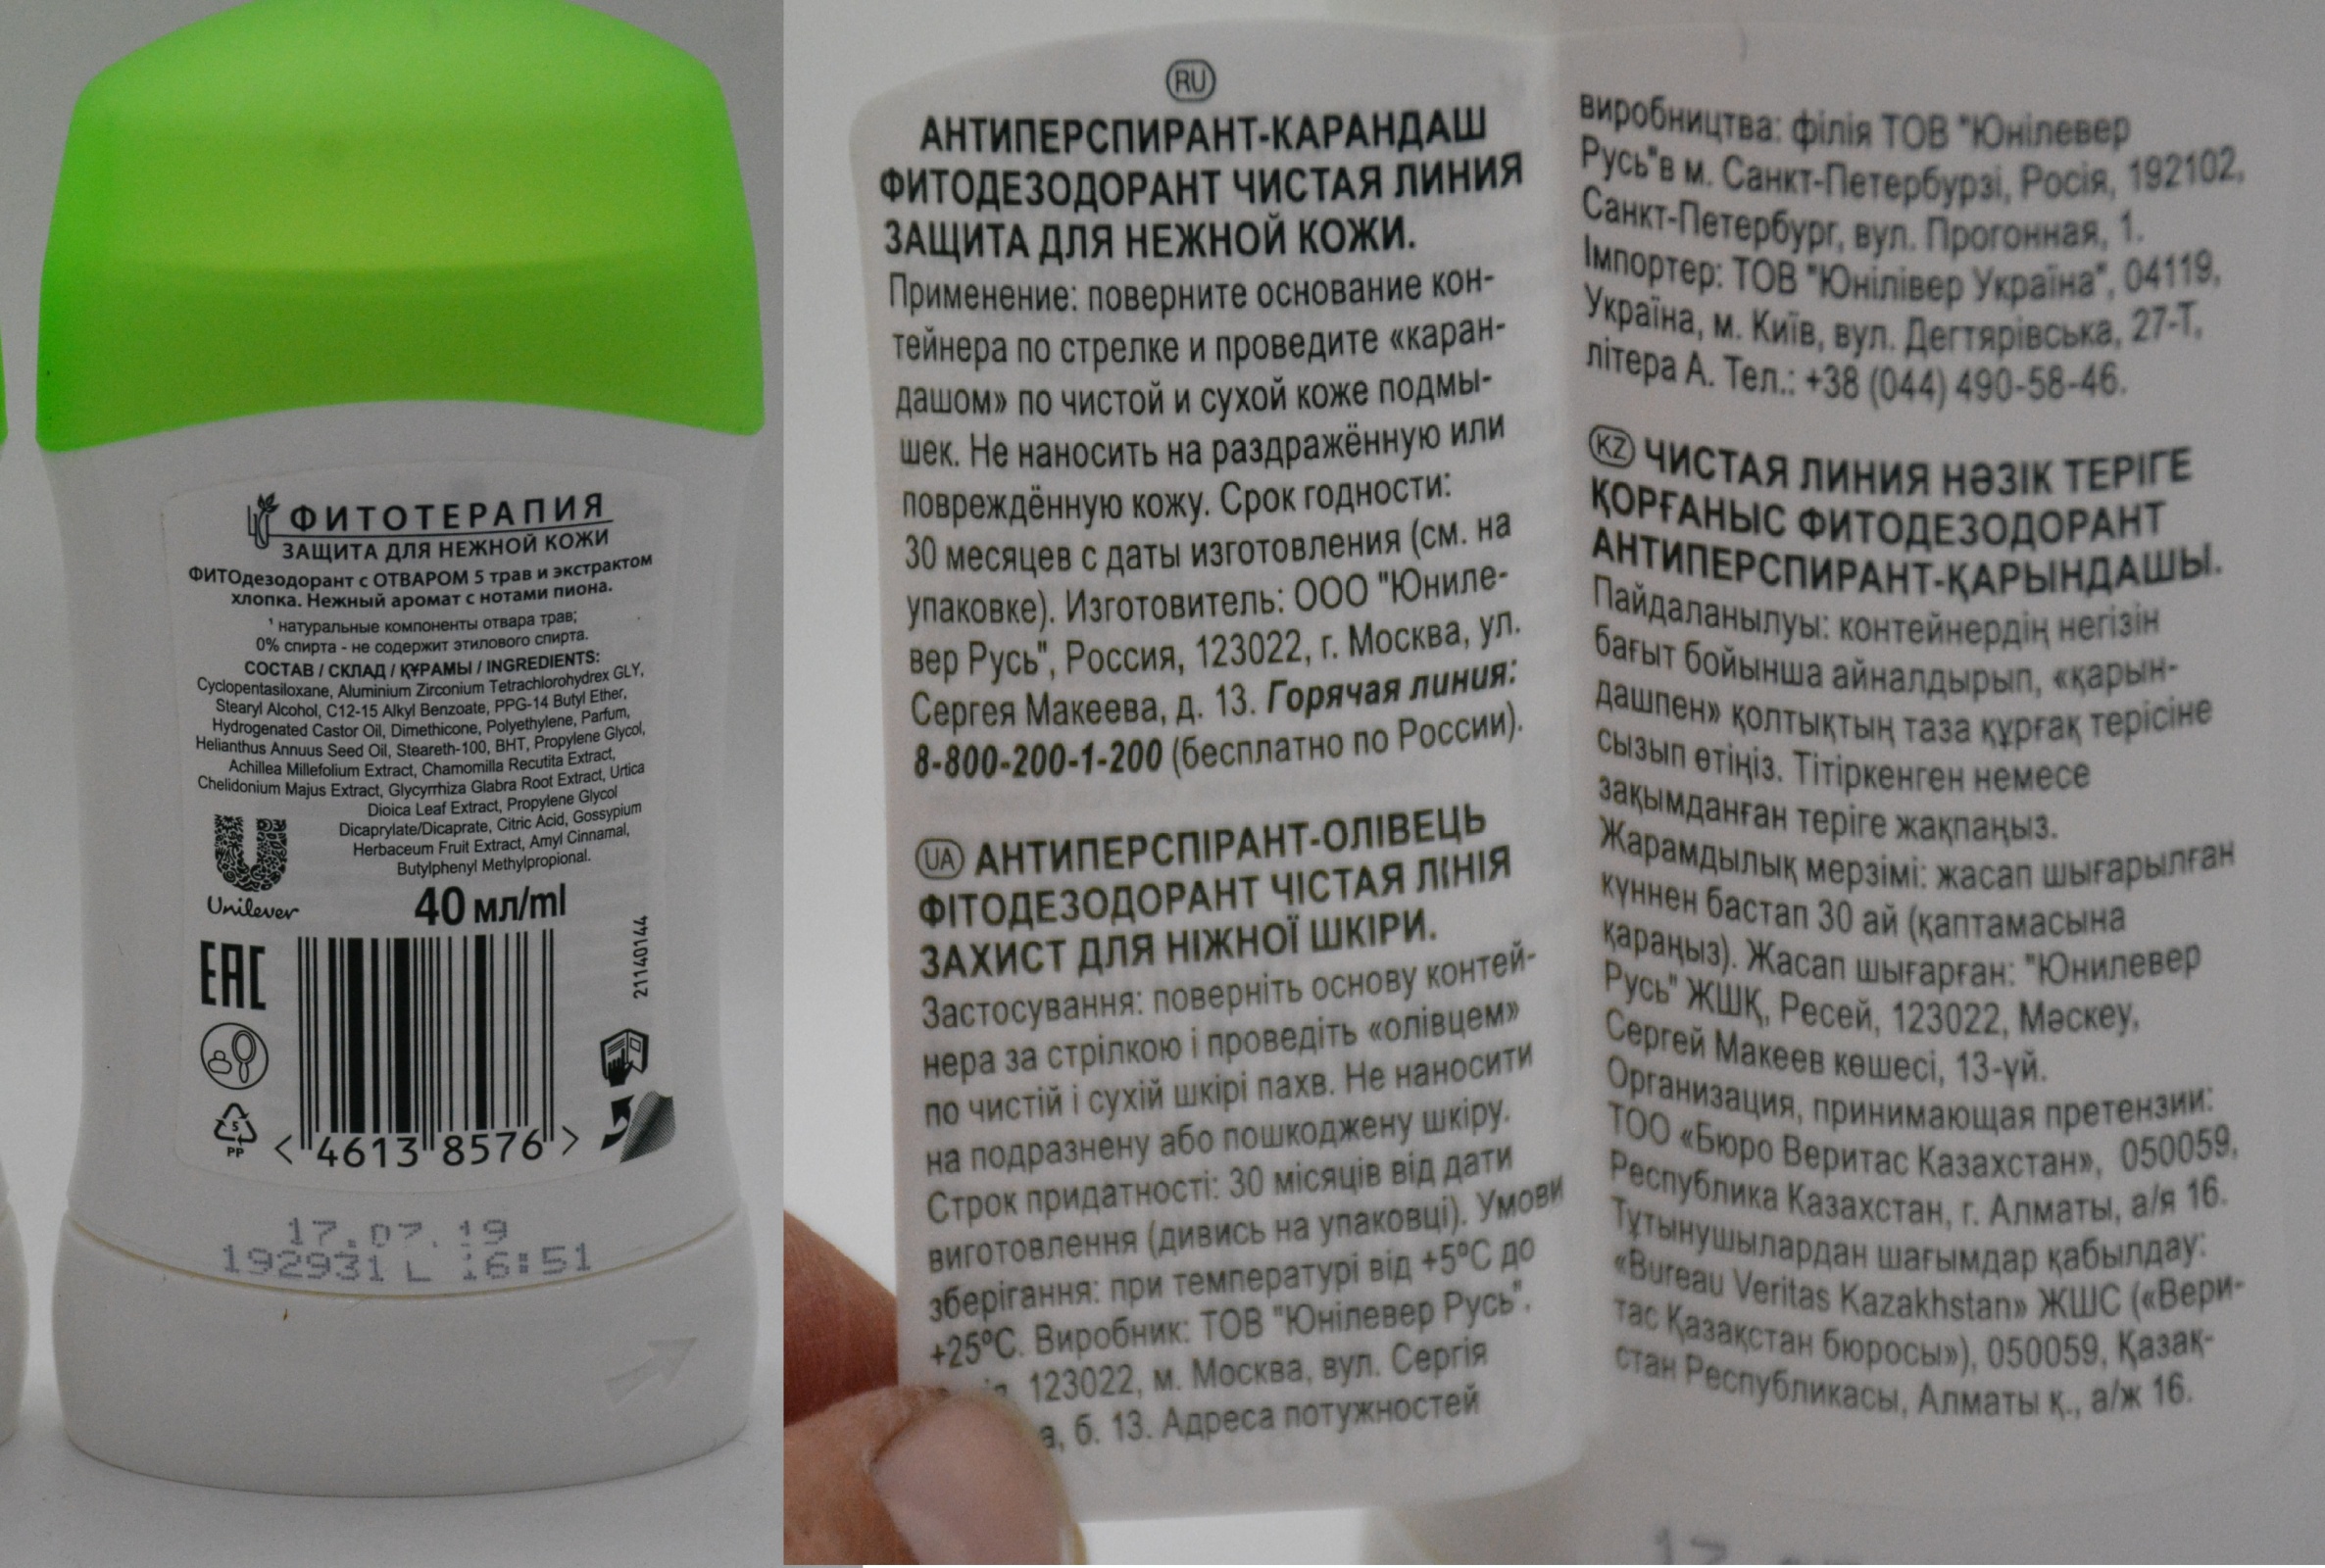 ФИТОТЕРАПИЯ
ЗАЩИТА ДЛЯ НЕЖНОЙ КОЖИ
ФИТОдезодорант с ОТВАРОМ 5 трав и экстрактом
хлопка. Нежный аромат с нотами пиона.
¹ натуральные компоненты отвара трав;
0% спирта - не содержит этилового спирта.
СОСТАВ / СКЛАД / ҚҰРАМЫ / INGREDIENTS:
Cyclopentasiloxane, Aluminium Zirconium Tetrachlorohydrex GLY,
Stearyl Alcohol, C12-15 Alkyl Benzoate, PPG-14 Butyl Ether,
Hydrogenated Castor Oil, Dimethicone, Polyethylene, Parfum,
Helianthus Annuus Seed Oil, Steareth-100, BHT, Propylene Glycol,
Achillea Millefolium Extract, Chamomilla Recutita Extract,
Chelidonium Majus Extract, Glycyrrhiza Glabra Root Extract, Urtica
Dioica Leaf Extract, Propylene Glycol
Dicaprylate/Dicaprate, Citric Acid, Gossypium
Herbaceum Fruit Extract, Amyl Cinnamal,
Butylphenyl Methylpropional.
Unilever
40 мл/ml
EAC
21140144
5
PP
< 4613 8576 >
17.07.19
192931 L 16:51
RU
АНТИПЕРСПИРАНТ-КАРАНДАШ
ФИТОДЕЗОДОРАНТ ЧИСТАЯ ЛИНИЯ
ЗАЩИТА ДЛЯ НЕЖНОЙ КОЖИ.
Применение: поверните основание кон-
тейнера по стрелке и проведите «каран-
дашом» по чистой и сухой коже подмы-
шек. Не наносить на раздражённую или
повреждённую кожу. Срок годности:
30 месяцев с даты изготовления (см. на
упаковке). Изготовитель: ООО "Юниле-
вер Русь", Россия, 123022, г. Москва, ул.
Сергея Макеева, д. 13. Горячая линия:
8-800-200-1-200 (бесплатно по России).
UA АНТИПЕРСПІРАНТ-ОЛІВЕЦЬ
ФІТОДЕЗОДОРАНТ ЧІСТАЯ ЛІНІЯ
ЗАХИСТ ДЛЯ НІЖНОЇ ШКІРИ.
Застосування: поверніть основу контей-
нера за стрілкою і проведіть «олівцем»
по чистій і сухій шкірі пахв. Не наносити
на подразнену або пошкоджену шкіру.
Строк придатності: 30 місяців від дати
виготовлення (дивись на упаковці). Умови
зберігання: при температурі від +5ºC до
+25ºC. Виробник: ТОВ "Юнілевер Русь",
123022, м. Москва, вул. Сергія
б. 13. Адреса потужностей
виробництва: філія ТОВ "Юнілевер
Русь"в м. Санкт-Петербурзі, Росія, 192102,
Санкт-Петербург, вул. Прогонная, 1.
Імпортер: ТОВ "Юнілівер Україна", 04119,
Україна, м. Київ, вул. Дегтярівська, 27-Т,
літера А. Тел.: +38 (044) 490-58-46.
KZ ЧИСТАЯ ЛИНИЯ НӘЗІК ТЕРІГЕ
ҚОРҒАНЫС ФИТОДЕЗОДОРАНТ
АНТИПЕРСПИРАНТ-ҚАРЫНДАШЫ.
Пайдаланылуы: контейнердің негізін
бағыт бойынша айналдырып, «қарын-
дашпен» қолтықтың таза құрғақ терісіне
сызып өтіңіз. Тітіркенген немесе
зақымданған теріге жақпаңыз.
Жарамдылық мерзімі: жасап шығарылған
күннен бастап 30 ай (қаптамасына
қараңыз). Жасап шығарған: "Юнилевер
Русь" ЖШҚ, Ресей, 123022, Мәскеу,
Сергей Макеев көшесі, 13-үй.
Организация, принимающая претензии:
ТОО «Бюро Веритас Казахстан», 050059,
Республика Казахстан, г. Алматы, а/я 16.
Тұтынушылардан шағымдар қабылдау:
«Bureau Veritas Kazakhstan» ЖШС («Вери-
тас Қазақстан бюросы»), 050059, Қазақ-
стан Республикасы, Алматы қ., а/ж 16.